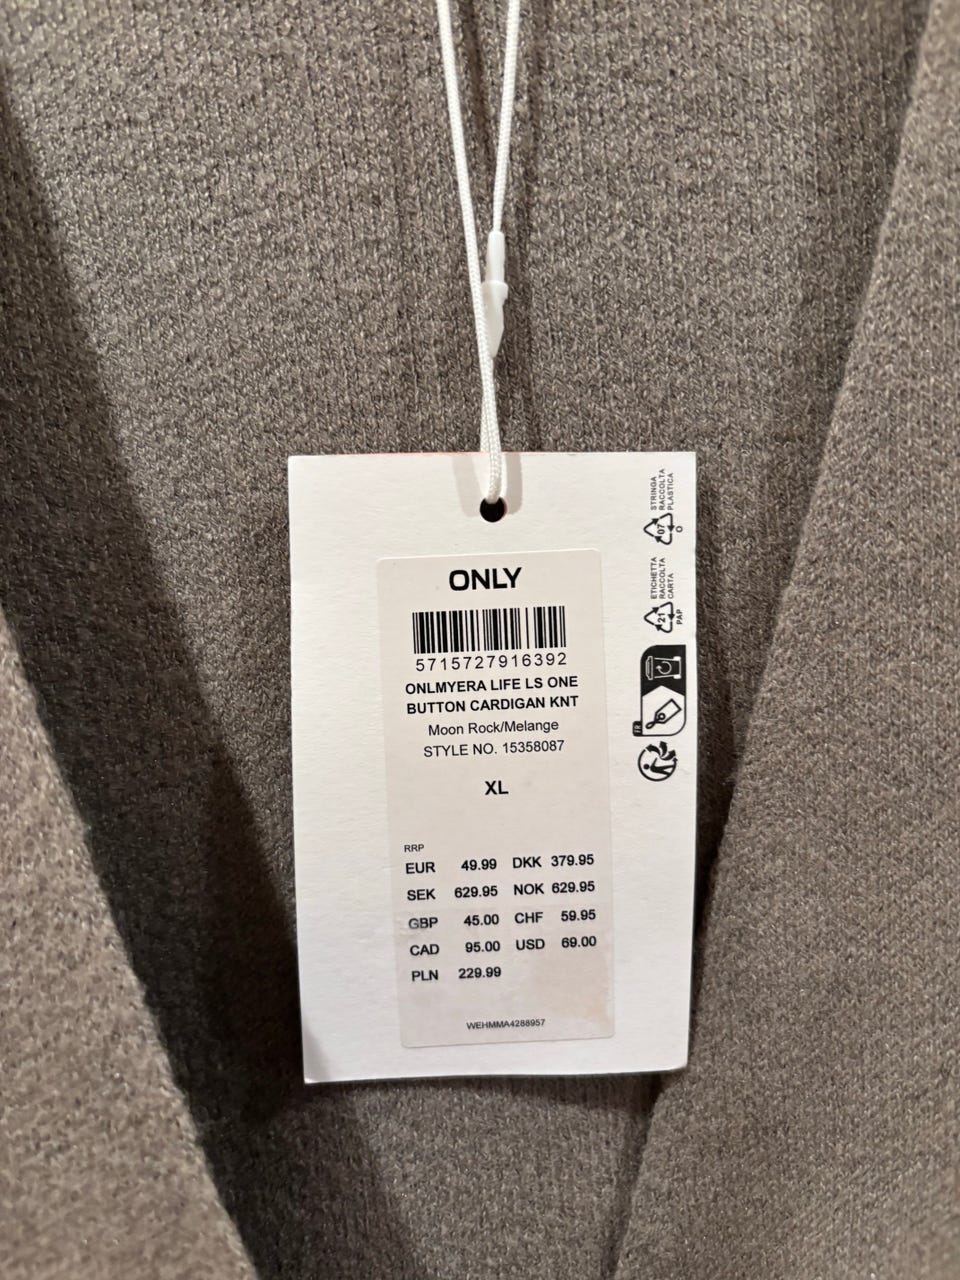 ONLY
5715727916392
ONLMYERA LIFE LS ONE
BUTTON CARDIGAN KNT
Moon Rock/Melange
STYLE NO. 15358087
XL
RRP
EUR 49.99 DKK 379.95
SEK 629.95 NOK 629.95
GBP 45.00 CHF 59.95
CAD 95.00 USD 69.00
PLN 229.99
WEHMMA4288957
STRINGA
RACCOLTA
PLASTICA
07
O
ETICHETTA
RACCOLTA
CARTA
21
PAP
FR